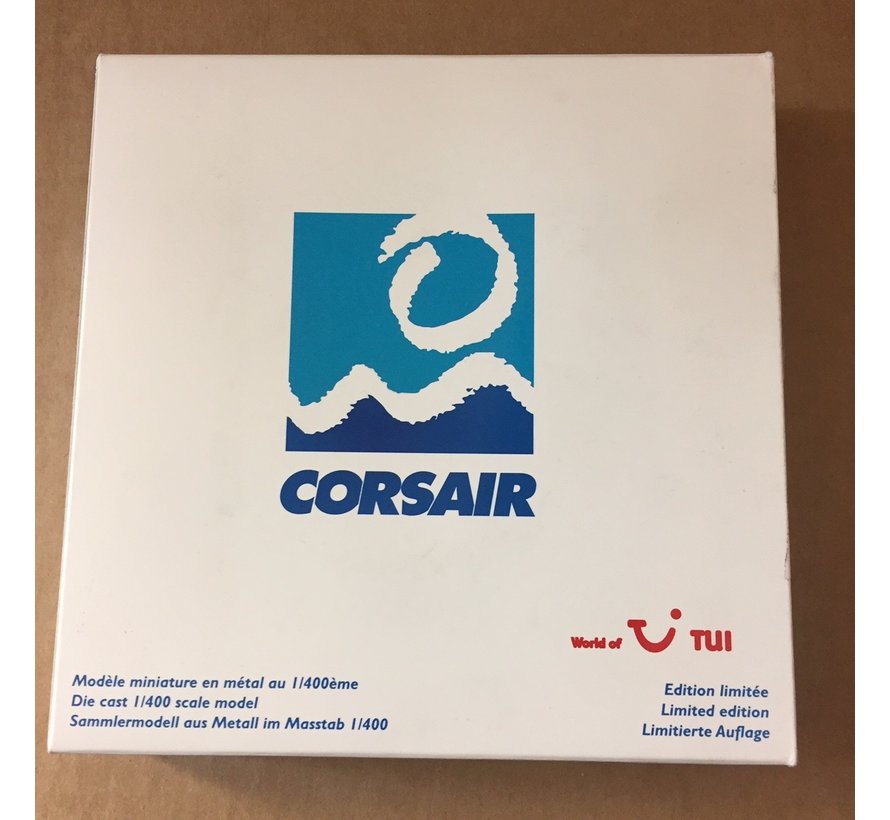 CORSAIR
World of TUI
Modèle miniature en métal au 1/400ème
Die cast 1/400 scale model
Sammlermodell aus Metall im Masstab 1/400
Edition limitée
Limited edition
Limitierte Auflage